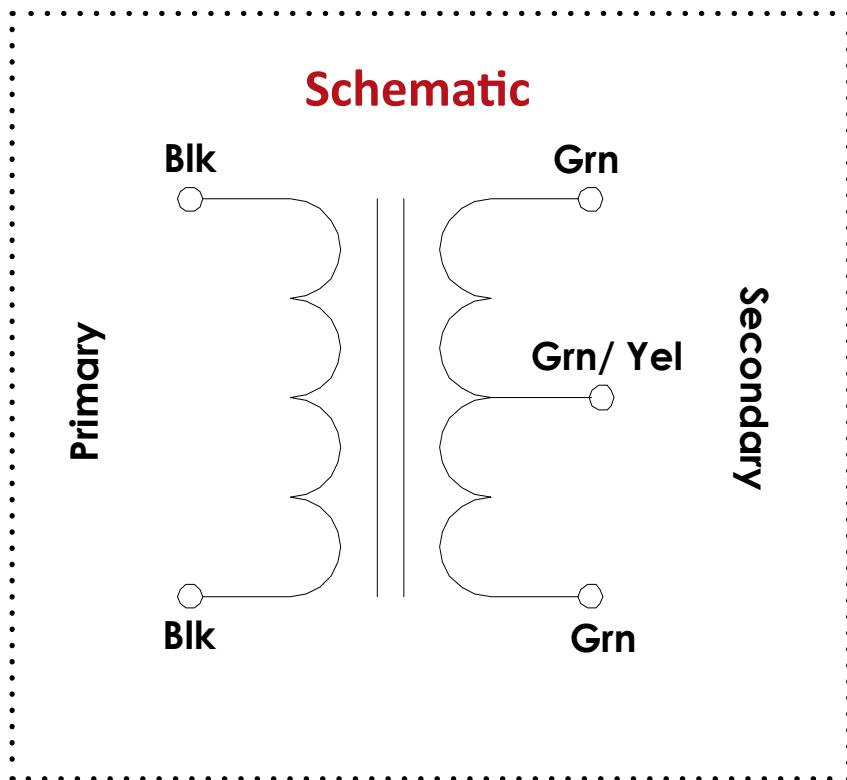 Schematic
Blk
Grn
Primary
Grn/ Yel
Secondary
Blk
Grn